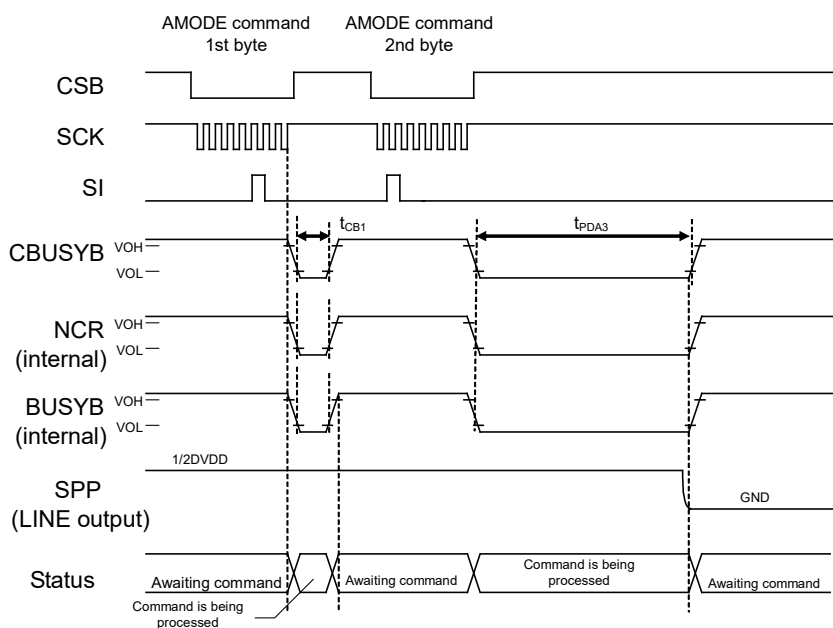 AMODE command
1st byte
AMODE command
2nd byte
CSB
SCK
SI
tCB1
tPDA3
CBUSYB
VOH
VOL
NCR
(internal)
VOH
VOL
BUSYB
(internal)
VOH
VOL
1/2DVDD
SPP
(LINE output)
GND
Status
Awaiting command
Command is being
processed
Awaiting command
Command is being
processed
Awaiting command